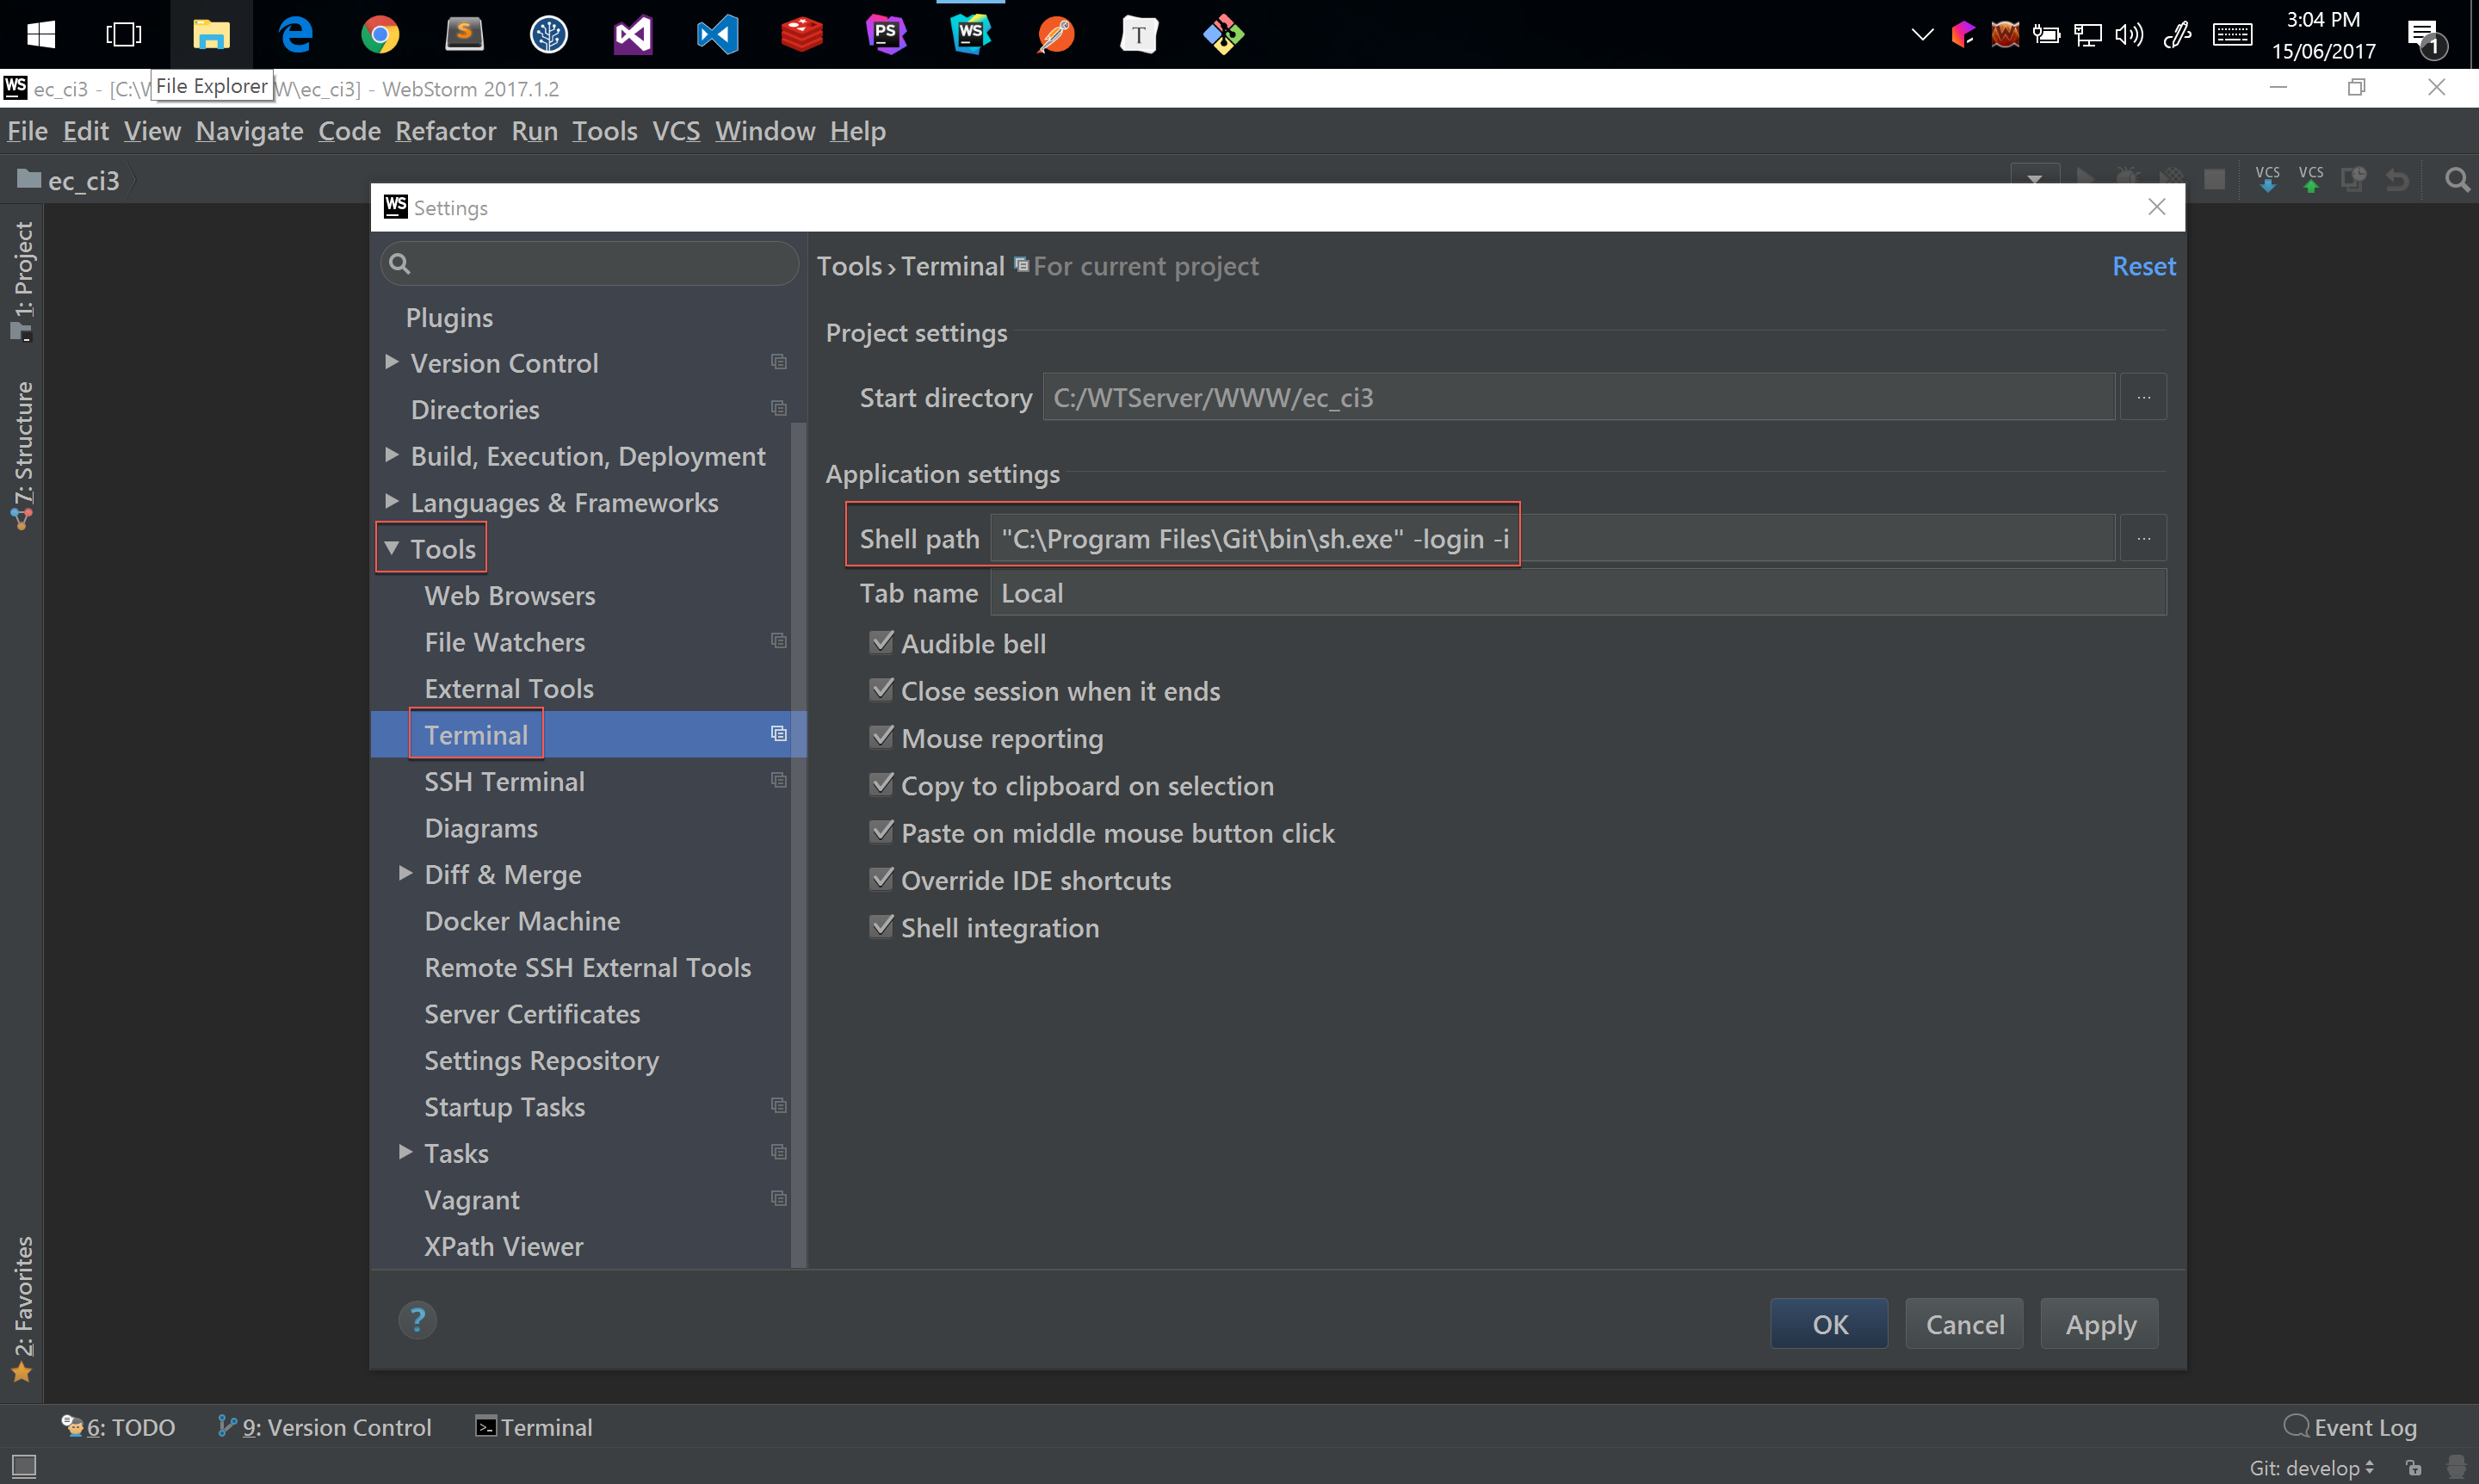 3:04 PM
15/06/2017
1
S
PS
WS
T
WS ec_ci3 - [C:\W
File Explorer
W\ec_ci3] - WebStorm 2017.1.2
File Edit View Navigate Code Refactor Run Tools VCS Window Help
ec_ci3
VCS VCS
1: Project
7: Structure
2: Favorites
WS Settings
Plugins
Version Control
Directories
Build, Execution, Deployment
Languages & Frameworks
Tools
Web Browsers
File Watchers
External Tools
Terminal
SSH Terminal
Diagrams
Diff & Merge
Docker Machine
Remote SSH External Tools
Server Certificates
Settings Repository
Startup Tasks
Tasks
Vagrant
XPath Viewer
Tools › Terminal For current project
Reset
Project settings
Start directory C:/WTServer/WWW/ec_ci3 ...
Application settings
Shell path "C:\Program Files\Git\bin\sh.exe" -login -i ...
Tab name Local
Audible bell
Close session when it ends
Mouse reporting
Copy to clipboard on selection
Paste on middle mouse button click
Override IDE shortcuts
Shell integration
?
OK Cancel Apply
6: TODO 9: Version Control Terminal Event Log
Git: develop